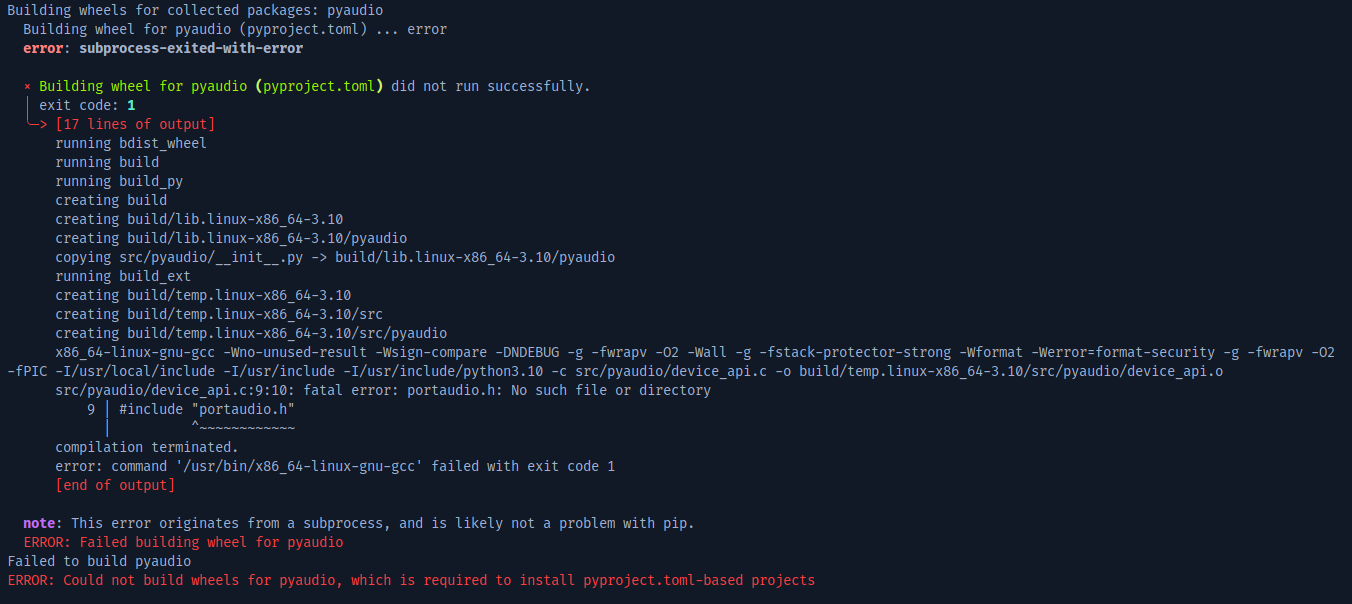 Building wheels for collected packages: pyaudio
  Building wheel for pyaudio (pyproject.toml) ... error
  error: subprocess-exited-with-error

  × Building wheel for pyaudio (pyproject.toml) did not run successfully.
  │ exit code: 1
  ╰─> [17 lines of output]
      running bdist_wheel
      running build
      running build_py
      creating build
      creating build/lib.linux-x86_64-3.10
      creating build/lib.linux-x86_64-3.10/pyaudio
      copying src/pyaudio/__init__.py -> build/lib.linux-x86_64-3.10/pyaudio
      running build_ext
      creating build/temp.linux-x86_64-3.10
      creating build/temp.linux-x86_64-3.10/src
      creating build/temp.linux-x86_64-3.10/src/pyaudio
      x86_64-linux-gnu-gcc -Wno-unused-result -Wsign-compare -DNDEBUG -g -fwrapv -O2 -Wall -g -fstack-protector-strong -Wformat -Werror=format-security -g -fwrapv -O2
-fPIC -I/usr/local/include -I/usr/include -I/usr/include/python3.10 -c src/pyaudio/device_api.c -o build/temp.linux-x86_64-3.10/src/pyaudio/device_api.o
      src/pyaudio/device_api.c:9:10: fatal error: portaudio.h: No such file or directory
          9 | #include "portaudio.h"
            |          ^~~~~~~~~~~~~
      compilation terminated.
      error: command '/usr/bin/x86_64-linux-gnu-gcc' failed with exit code 1
      [end of output]

  note: This error originates from a subprocess, and is likely not a problem with pip.
  ERROR: Failed building wheel for pyaudio
Failed to build pyaudio
ERROR: Could not build wheels for pyaudio, which is required to install pyproject.toml-based projects